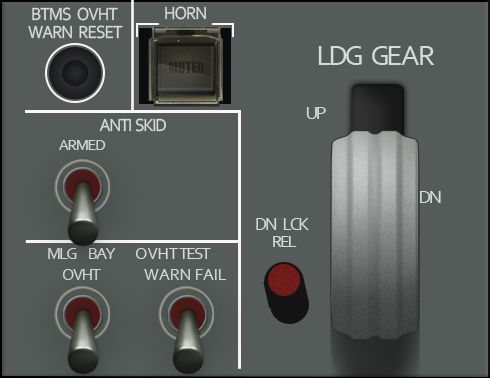 BTMS OVHT
WARN RESET
HORN
MUTED
LDG GEAR
UP
DN
ANTI SKID
ARMED
DN LCK
REL
MLG BAY
OVHT
OVHT TEST
WARN FAIL